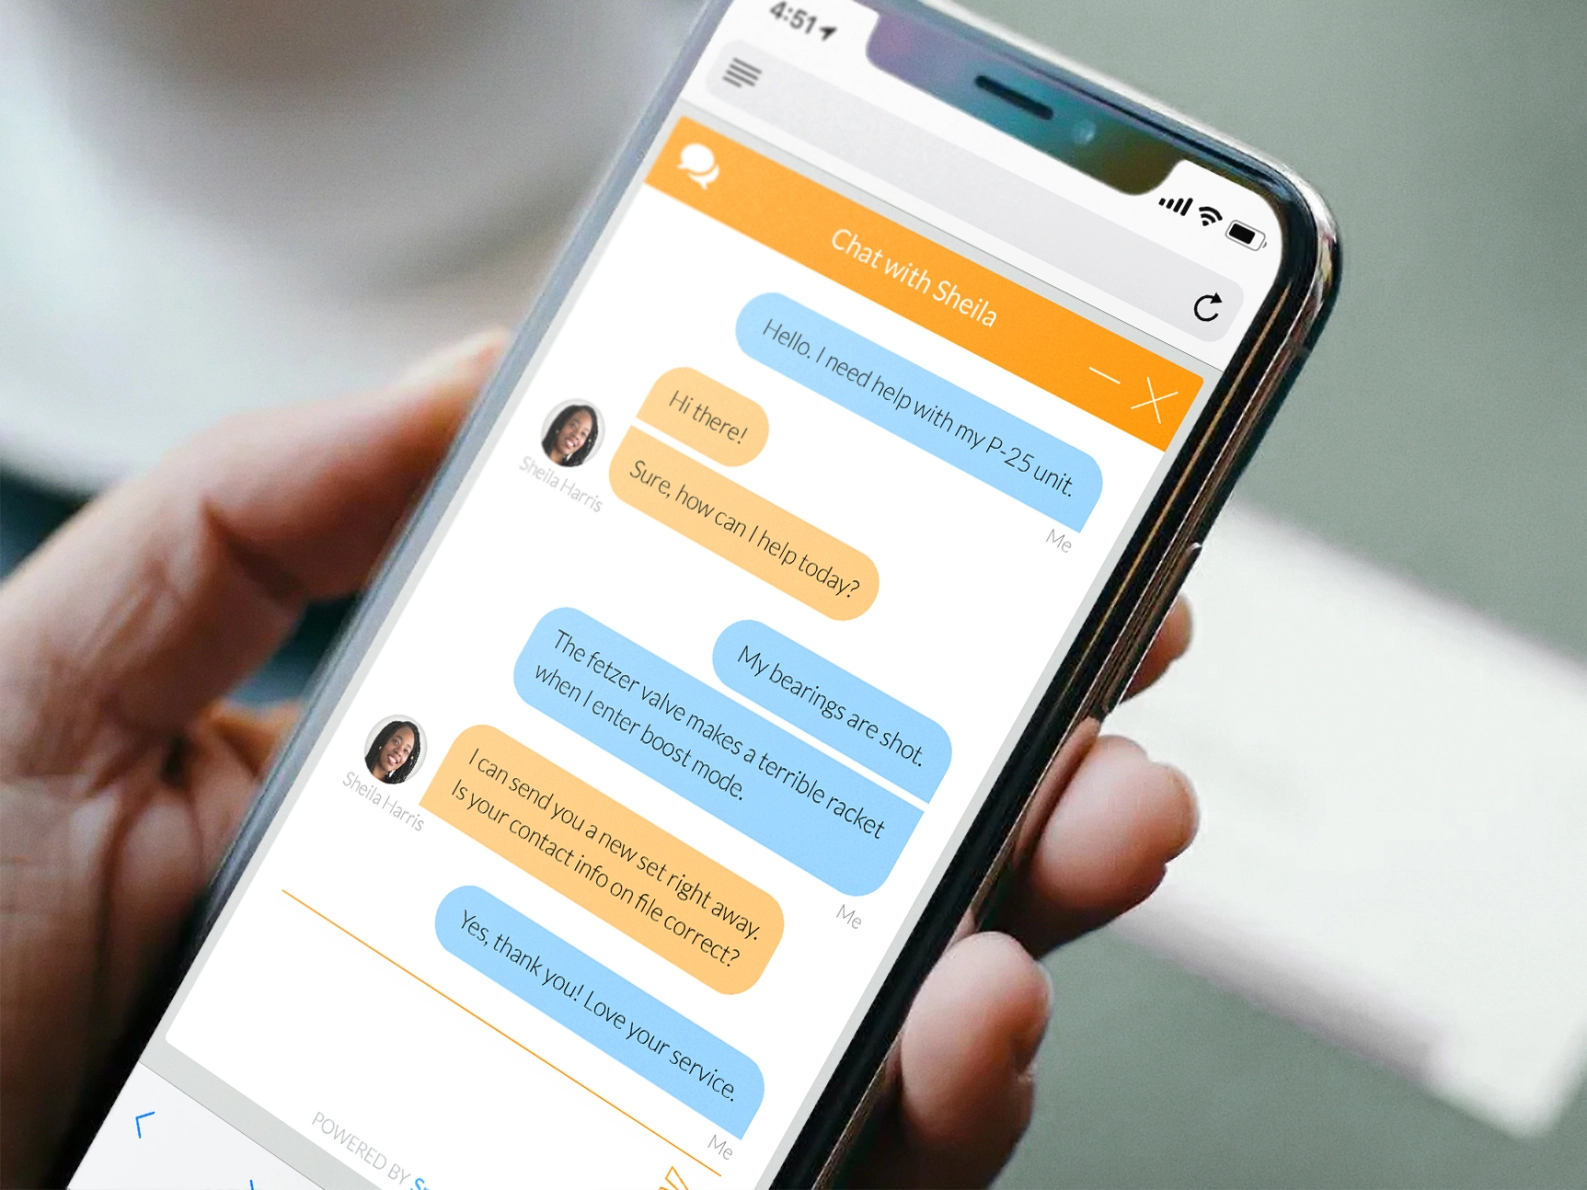 4:51
Chat with Sheila
Hello. I need help with my P-25 unit.
Me
Hi there!
Sure, how can I help today?
Sheila Harris
My bearings are shot.
The fetzer valve makes a terrible racket
when I enter boost mode.
Me
I can send you a new set right away.
Is your contact info on file correct?
Sheila Harris
Yes, thank you! Love your service.
Me
POWERED BY